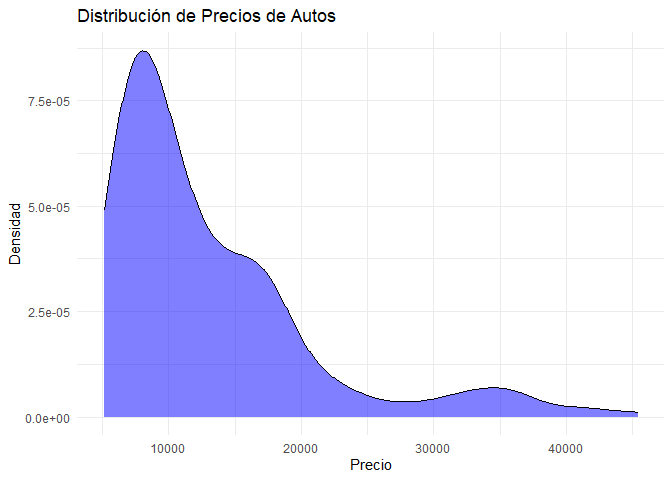 Distribución de Precios de Autos
7.5e-05
5.0e-05
2.5e-05
0.0e+00
Densidad
10000 20000 30000 40000
Precio